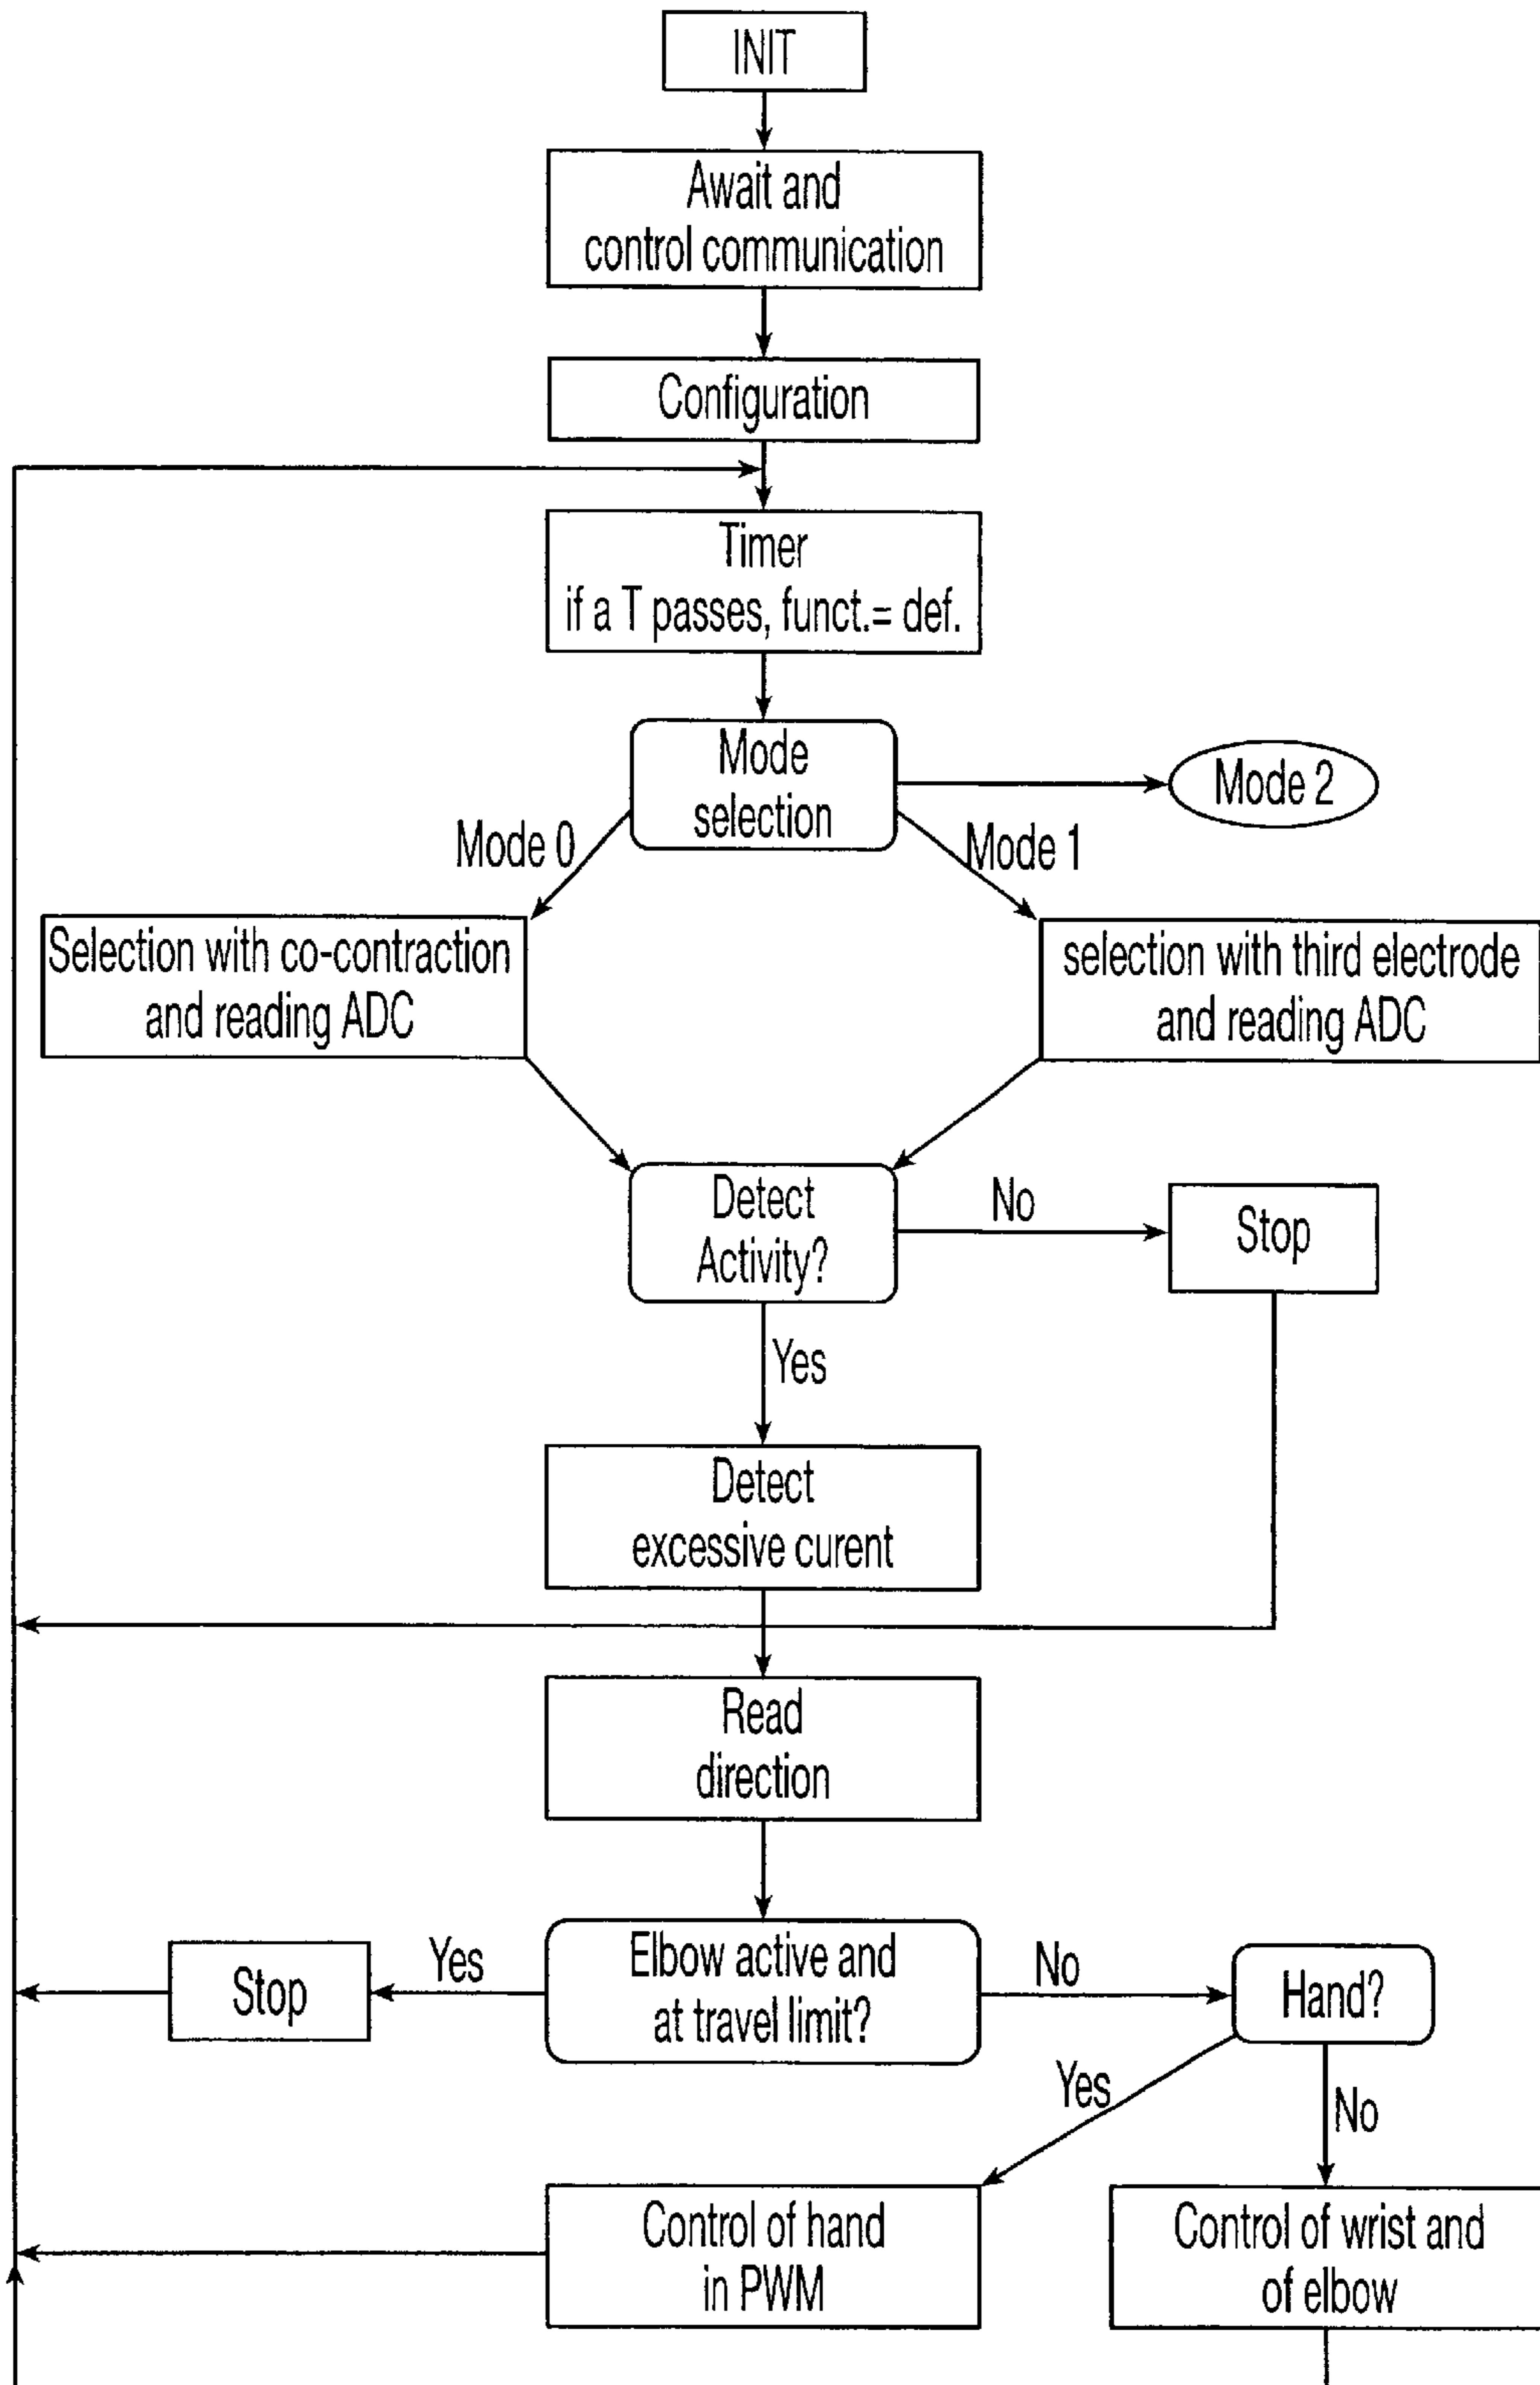 INIT
Await and
control communication
Configuration
Timer
if a T passes, funct.= def.
Mode
selection
Mode 2
Mode 0
Mode 1
Selection with co-contraction
and reading ADC
selection with third electrode
and reading ADC
Detect
Activity?
No
Stop
Yes
Detect
excessive curent
Read
direction
Elbow active and
at travel limit?
Yes
Stop
No
Hand?
Yes
No
Control of hand
in PWM
Control of wrist and
of elbow